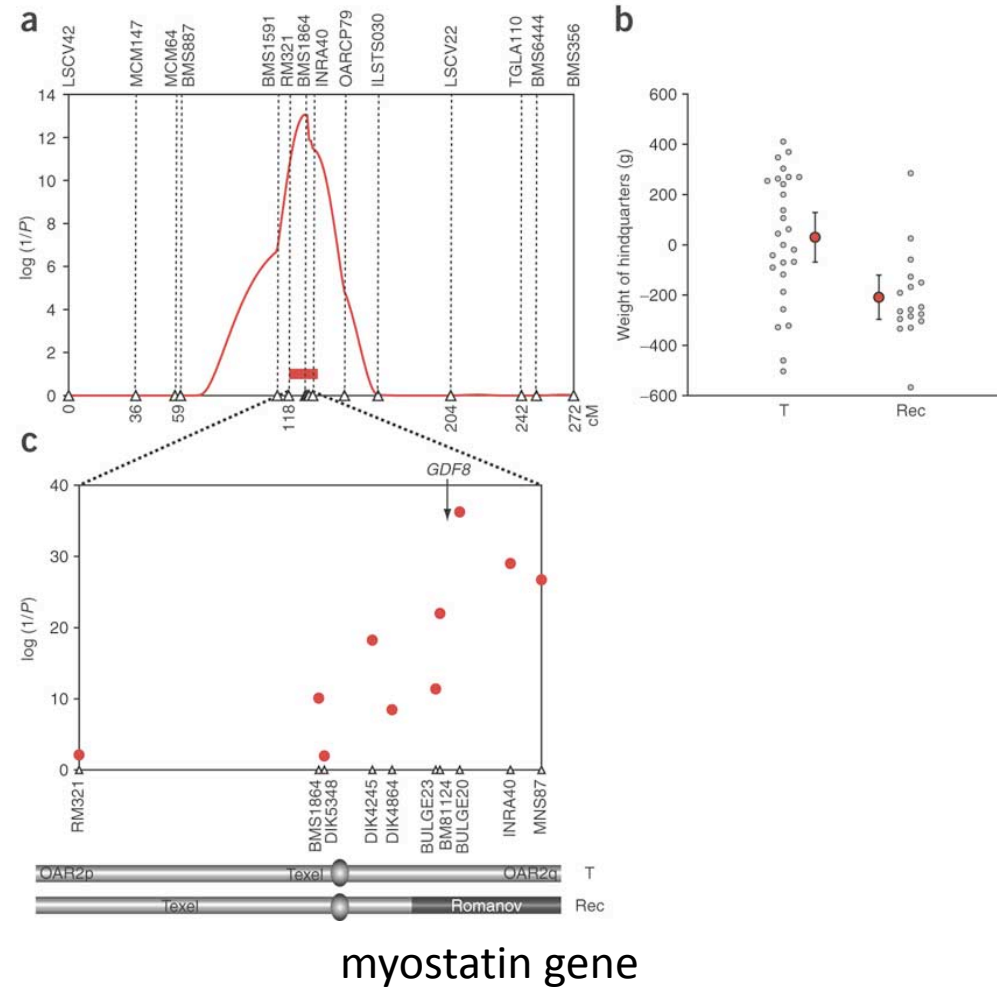 a
LSCV42
MCM147
MCM64
BMS887
BMS1591
RM321
BMS1864
INRA40
OARCP79
ILSTS030
LSCV22
TGLA110
BMS6444
BMS356
14
12
10
8
6
4
2
0
log (1/P)
0
36
59
118
204
242
272
cM
b
600
400
200
0
−200
−400
−600
Weight of hindquarters (g)
T
Rec
c
GDF8
40
30
20
10
0
log (1/P)
RM321
BMS1864
DIK5348
DIK4245
DIK4864
BULGE23
BM81124
BULGE20
INRA40
MNS87
OAR2p Texel OAR2q T
Texel Romanov Rec
myostatin gene